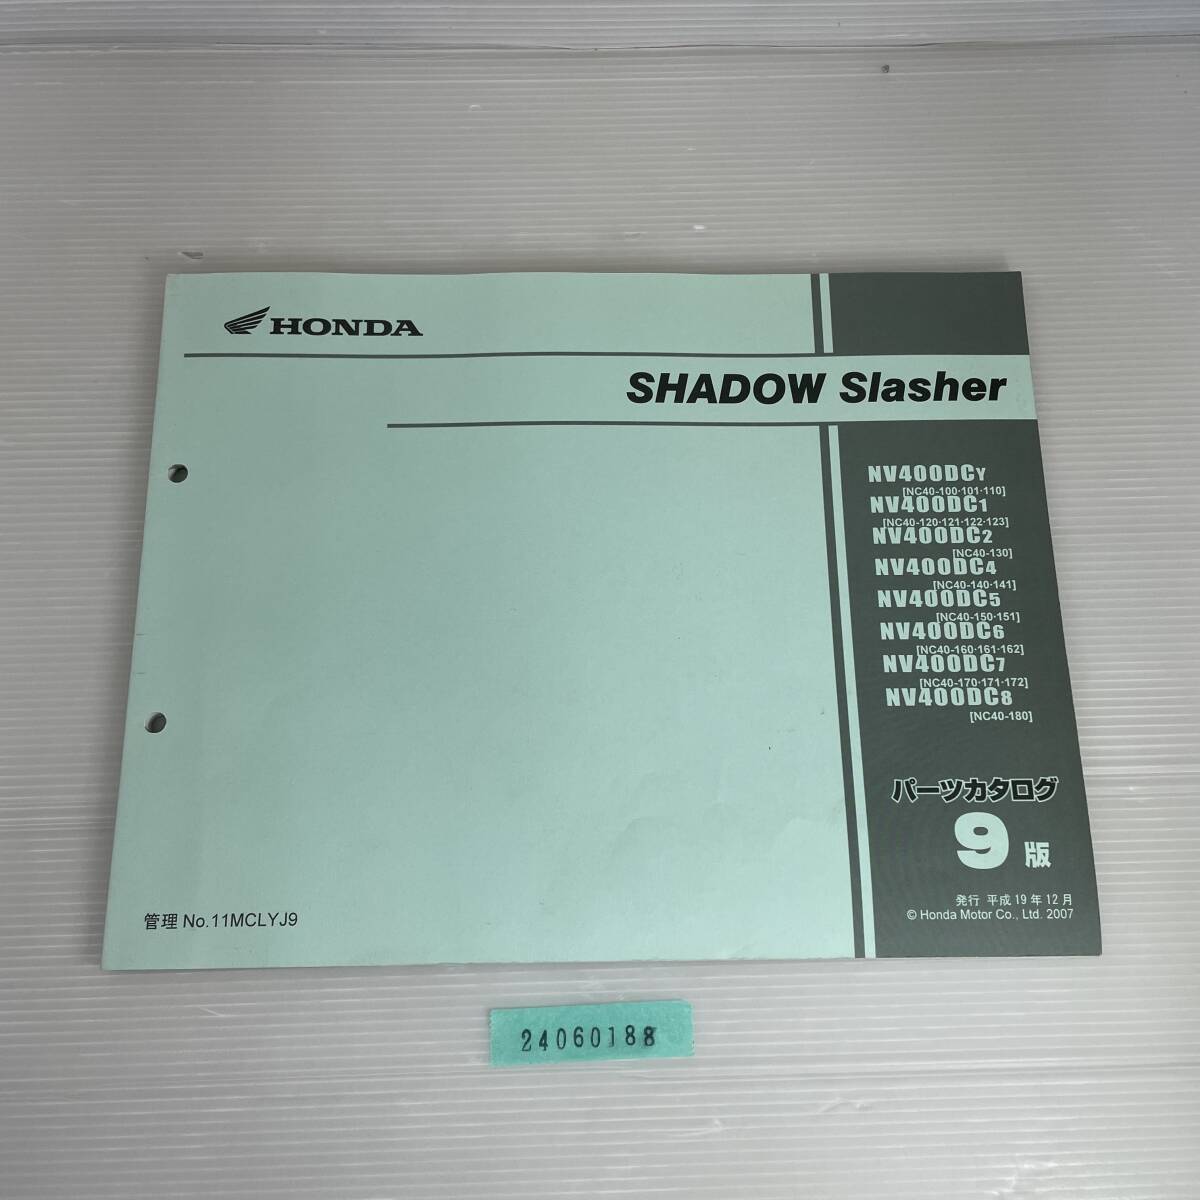 HONDA
SHADOW Slasher
NV400DCY
[NC40-100·101·110]
NV400DC1
[NC40-120·121·122·123]
NV400DC2
[NC40-130]
NV400DC4
[NC40-140·141]
NV400DC5
[NC40-150·151]
NV400DC6
[NC40-160·161·162]
NV400DC7
[NC40-170·171·172]
NV400DC8
[NC40-180]
パーツカタログ
9版
発行 平成19年12月
© Honda Motor Co., Ltd. 2007
管理 No.11MCLYJ9
24060188